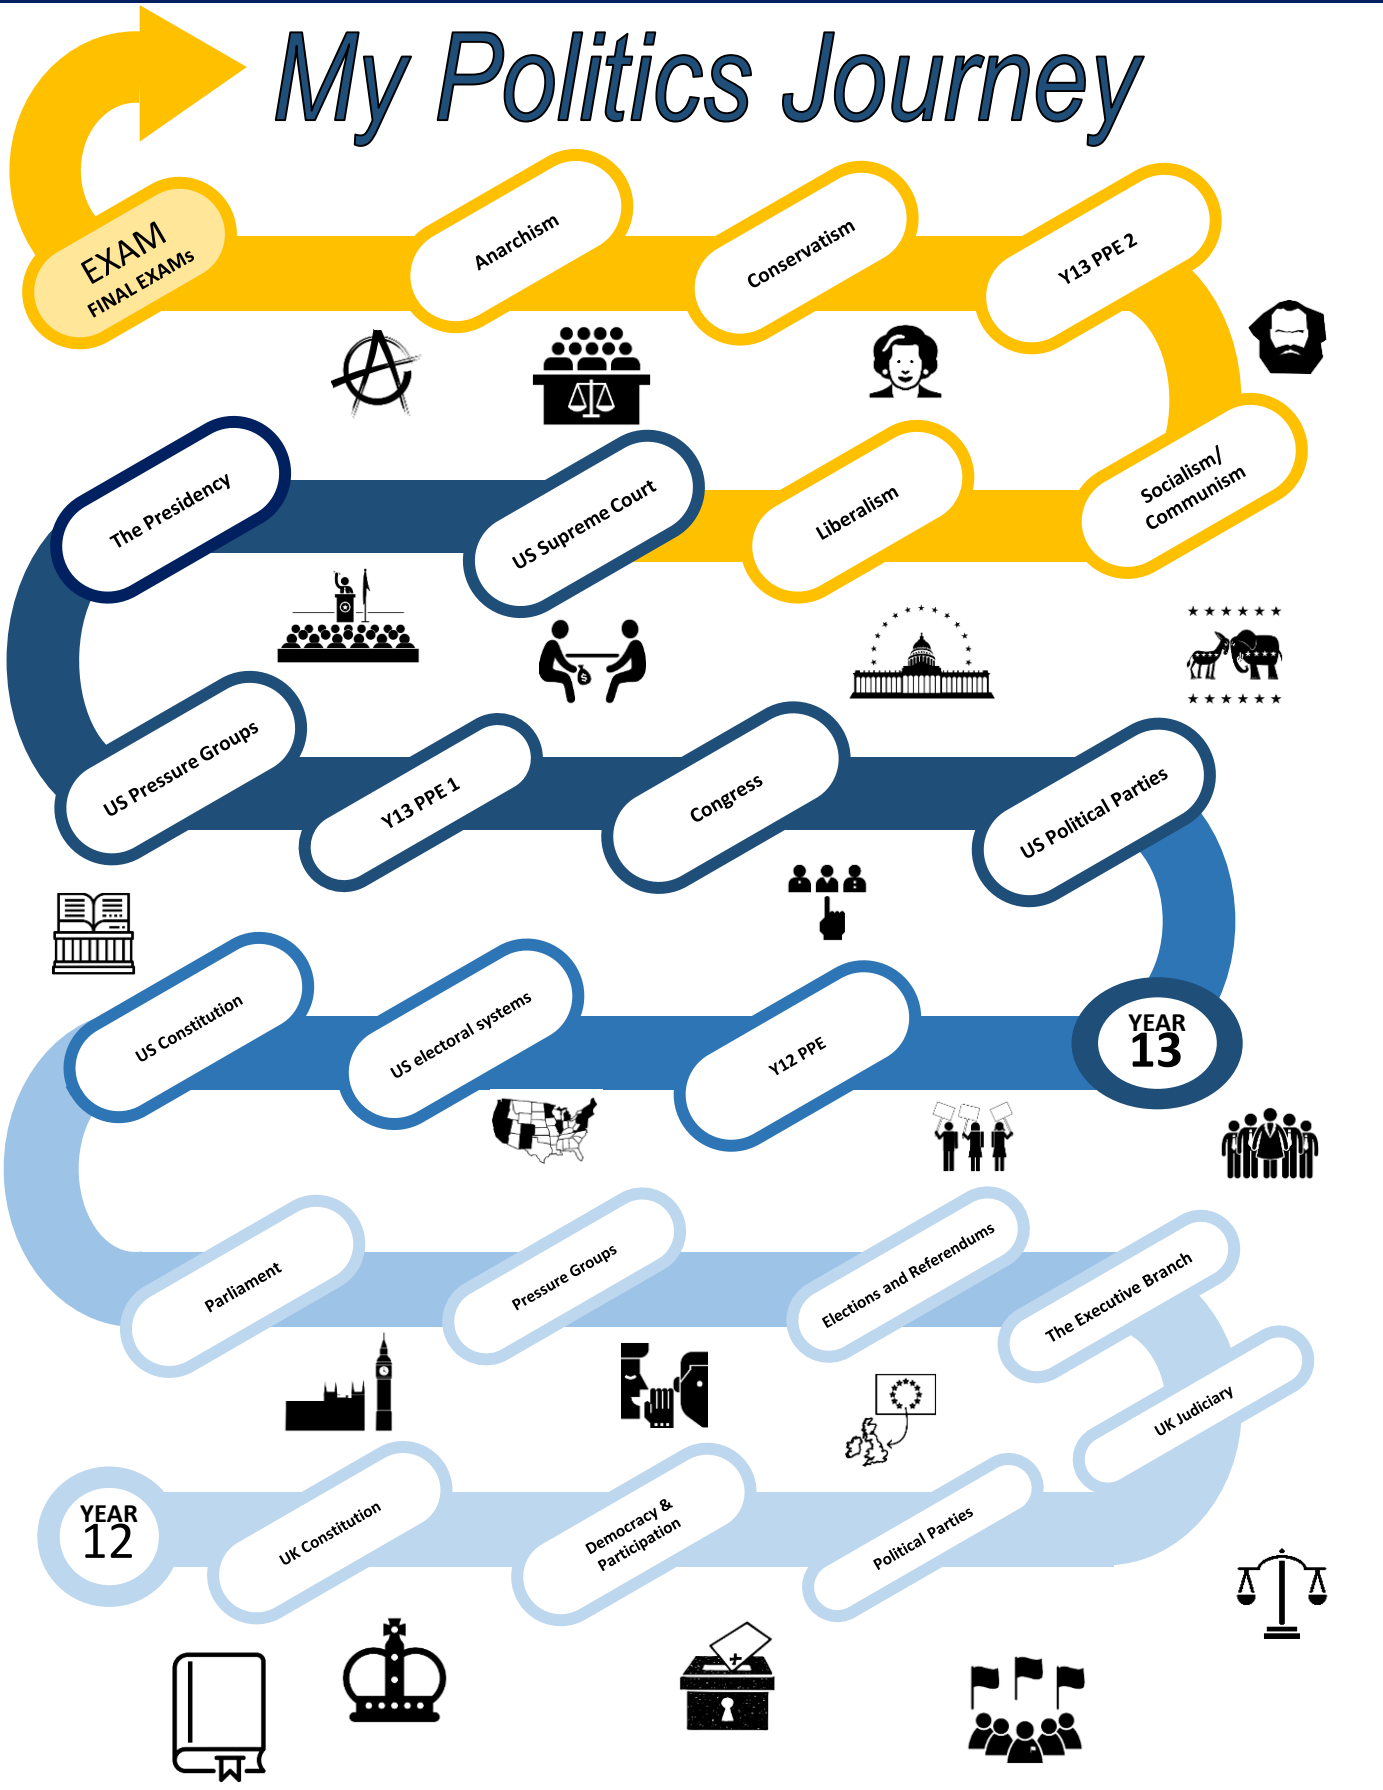 My Politics Journey
EXAM
FINAL EXAMs
Anarchism
Conservatism
Y13 PPE 2
The Presidency
US Supreme Court
Liberalism
Socialism/
Communism
US Pressure Groups
Y13 PPE 1
Congress
US Political Parties
US Constitution
US electoral systems
Y12 PPE
YEAR
13
Parliament
Pressure Groups
Elections and Referendums
The Executive Branch
UK Judiciary
YEAR
12
UK Constitution
Democracy &
Participation
Political Parties